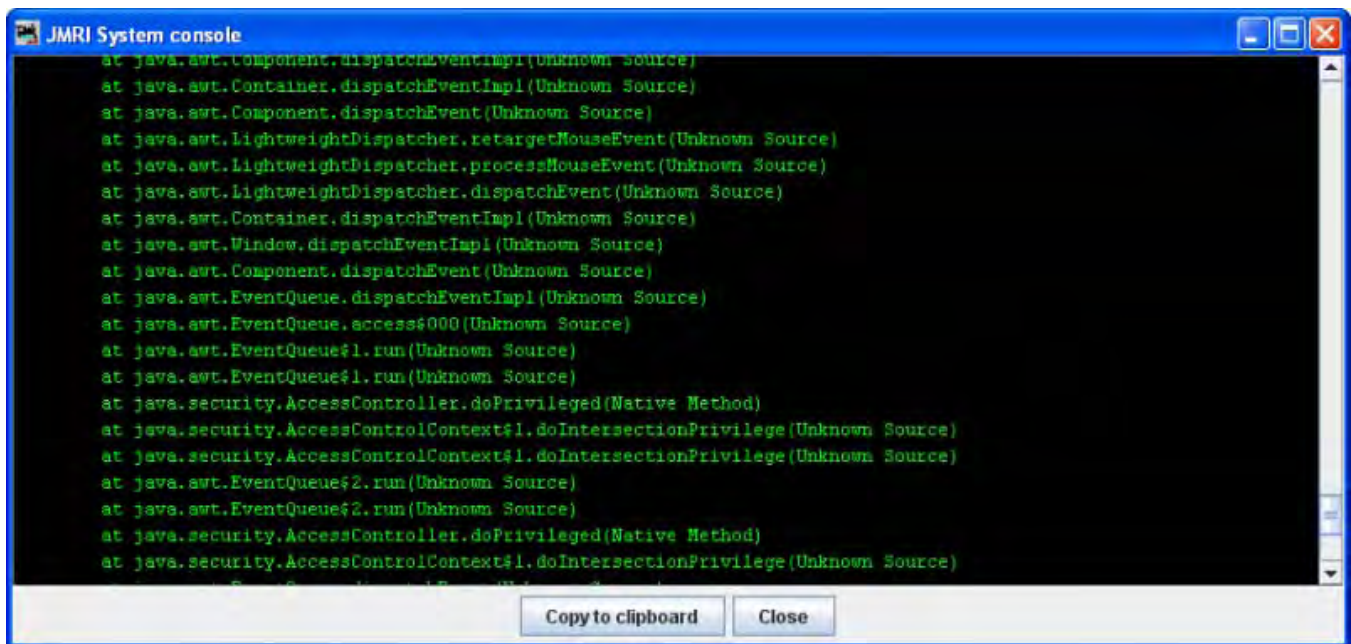 JMRI System console
at java.awt.Component.dispatchEventImpl(Unknown Source)
at java.awt.Container.dispatchEventImpl(Unknown Source)
at java.awt.Component.dispatchEvent(Unknown Source)
at java.awt.LightweightDispatcher.retargetMouseEvent(Unknown Source)
at java.awt.LightweightDispatcher.processMouseEvent(Unknown Source)
at java.awt.LightweightDispatcher.dispatchEvent(Unknown Source)
at java.awt.Container.dispatchEventImpl(Unknown Source)
at java.awt.Window.dispatchEventImpl(Unknown Source)
at java.awt.Component.dispatchEvent(Unknown Source)
at java.awt.EventQueue.dispatchEventImpl(Unknown Source)
at java.awt.EventQueue.access$000(Unknown Source)
at java.awt.EventQueue$1.run(Unknown Source)
at java.awt.EventQueue$1.run(Unknown Source)
at java.security.AccessController.doPrivileged(Native Method)
at java.security.AccessControlContext$1.doIntersectionPrivilege(Unknown Source)
at java.security.AccessControlContext$1.doIntersectionPrivilege(Unknown Source)
at java.awt.EventQueue$2.run(Unknown Source)
at java.awt.EventQueue$2.run(Unknown Source)
at java.security.AccessController.doPrivileged(Native Method)
at java.security.AccessControlContext$1.doIntersectionPrivilege(Unknown Source)
Copy to clipboard
Close